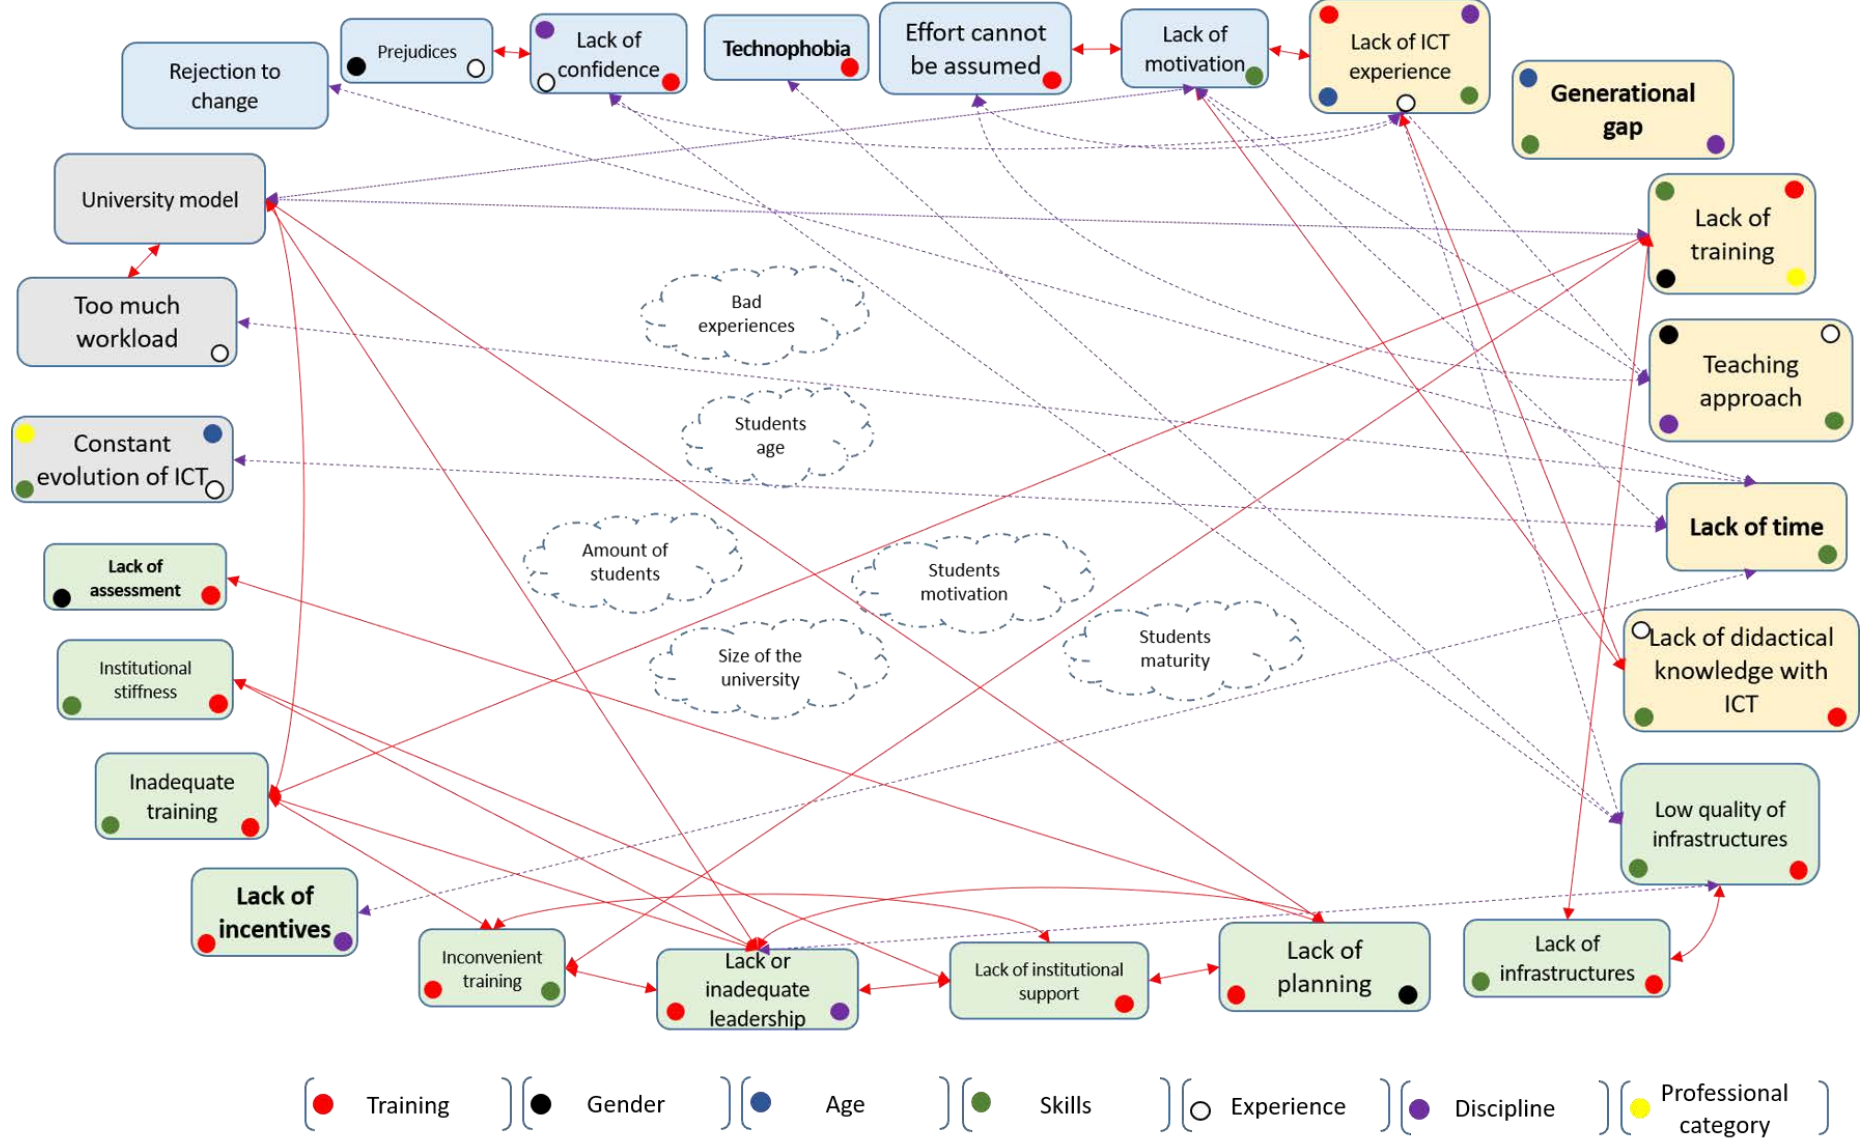 Rejection to
change
Prejudices
Lack of
confidence
Technophobia
Effort cannot
be assumed
Lack of
motivation
Lack of ICT
experience
Generational
gap
University model
Lack of
training
Too much
workload
Bad
experiences
Teaching
approach
Constant
evolution of ICT
Students
age
Lack of time
Lack of
assessment
Amount of
students
Students
motivation
Institutional
stiffness
Size of the
university
Students
maturity
Lack of didactical
knowledge with
ICT
Inadequate
training
Low quality of
infrastructures
Lack of
incentives
Inconvenient
training
Lack or
inadequate
leadership
Lack of institutional
support
Lack of
planning
Lack of
infrastructures
Training
Gender
Age
Skills
Experience
Discipline
Professional
category